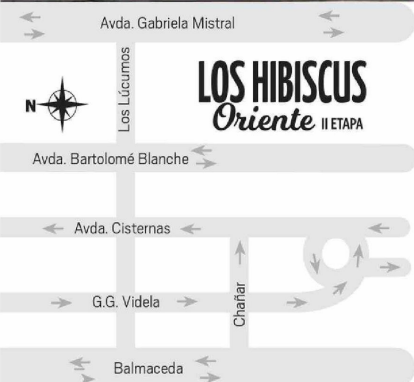 Avda. Gabriela Mistral
Los Lúcumos
LOS HIBISCUS
Oriente II ETAPA
N
Avda. Bartolomé Blanche
Avda. Cisternas
G.G. Videla
Chañar
Balmaceda